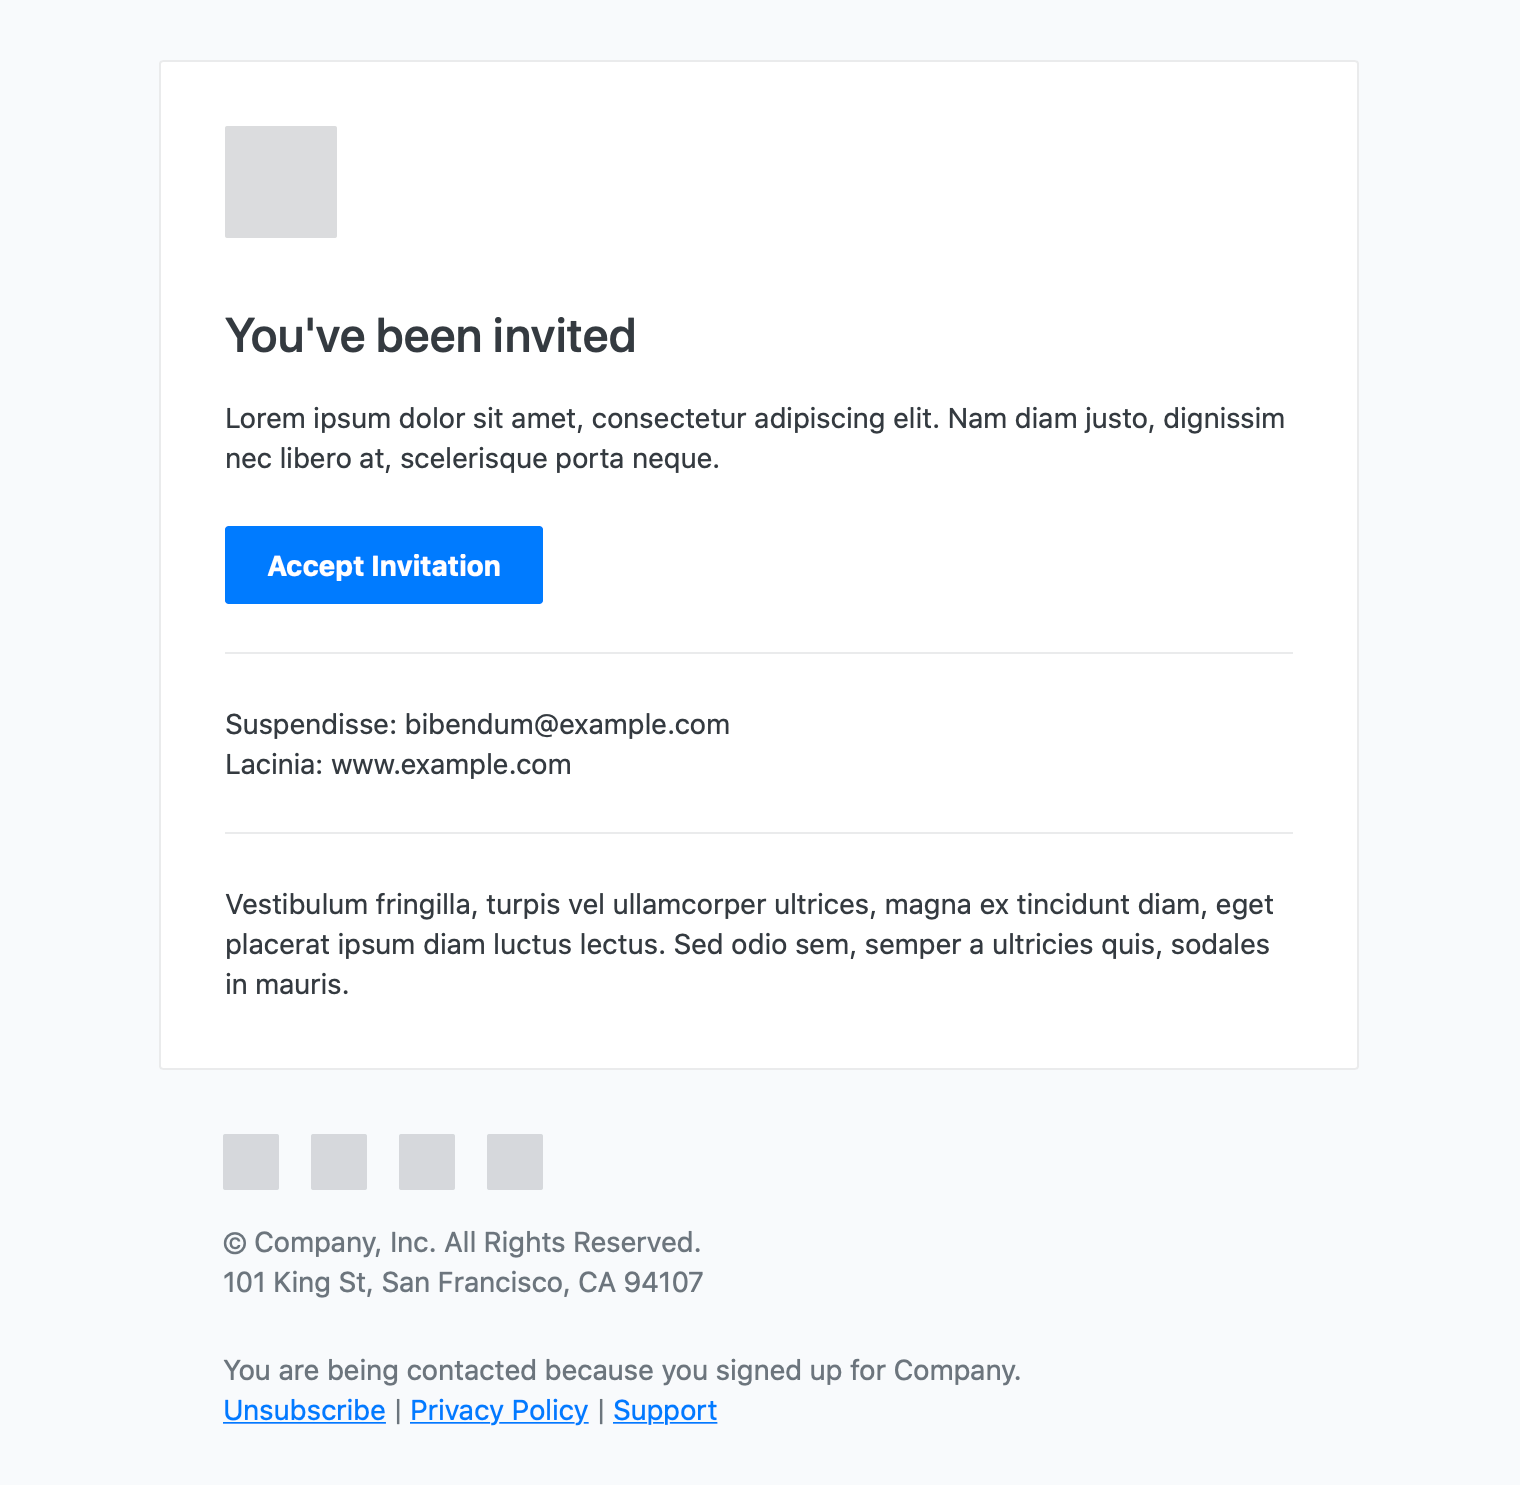 You've been invited
Lorem ipsum dolor sit amet, consectetur adipiscing elit. Nam diam justo, dignissim
nec libero at, scelerisque porta neque.
Accept Invitation
Suspendisse: bibendum@example.com
Lacinia: www.example.com
Vestibulum fringilla, turpis vel ullamcorper ultrices, magna ex tincidunt diam, eget
placerat ipsum diam luctus lectus. Sed odio sem, semper a ultricies quis, sodales
in mauris.
© Company, Inc. All Rights Reserved.
101 King St, San Francisco, CA 94107
You are being contacted because you signed up for Company.
Unsubscribe | Privacy Policy | Support